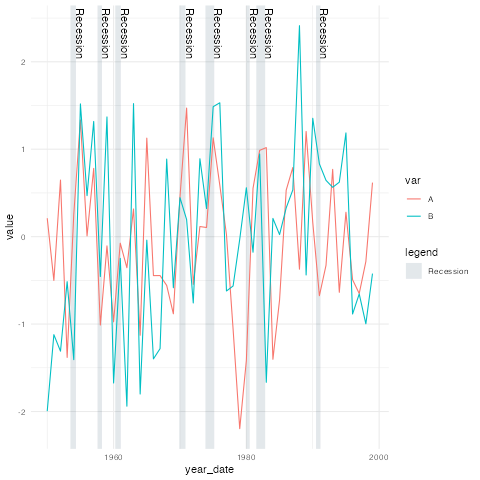 Recession
Recession
Recession
Recession
Recession
Recession
Recession
Recession
2
1
0
-1
-2
value
1960
1980
2000
year_date
var
A
B
legend
Recession